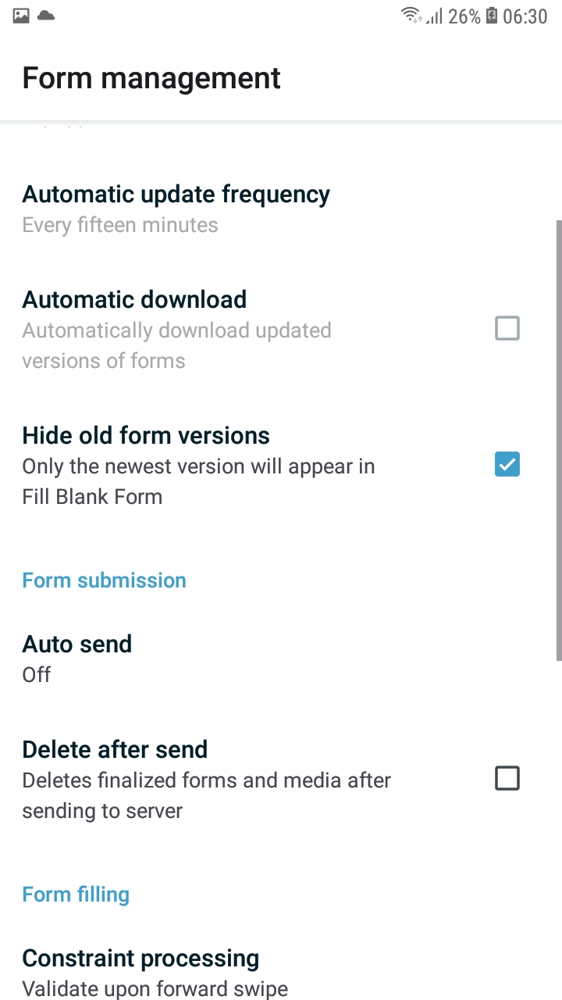 26% 06:30
Form management
Automatic update frequency
Every fifteen minutes
Automatic download
Automatically download updated
versions of forms
Hide old form versions
Only the newest version will appear in
Fill Blank Form
Form submission
Auto send
Off
Delete after send
Deletes finalized forms and media after
sending to server
Form filling
Constraint processing
Validate upon forward swipe